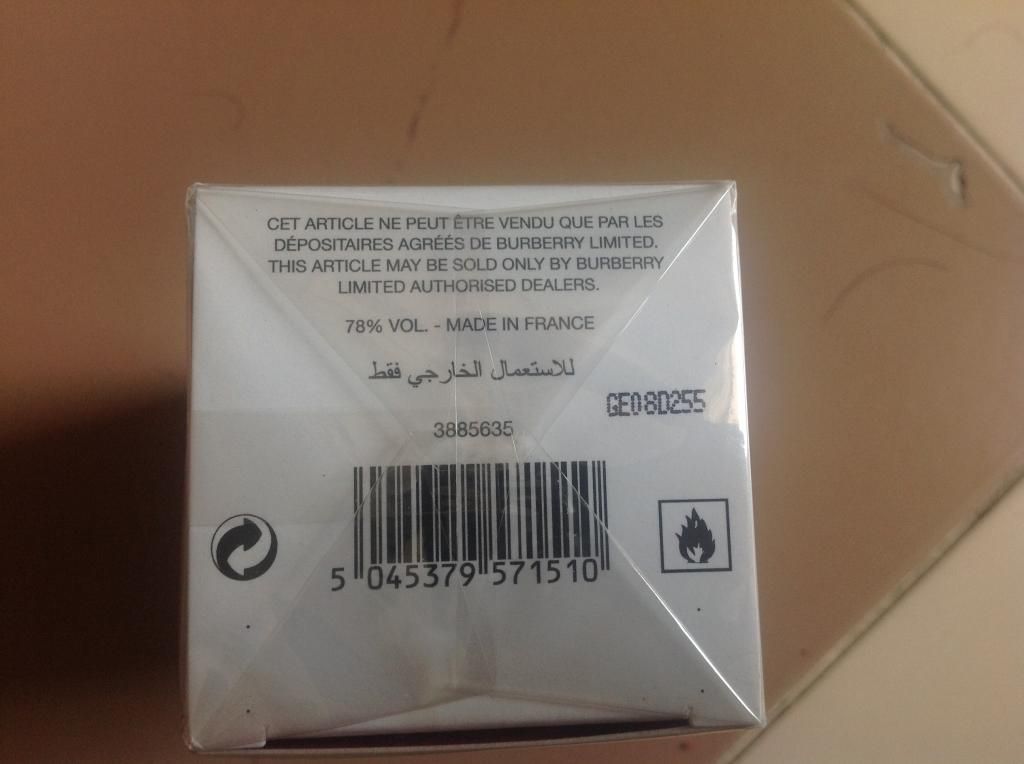 CET ARTICLE NE PEUT ÊTRE VENDU QUE PAR LES
DÉPOSITAIRES AGRÉÉS DE BURBERRY LIMITED.
THIS ARTICLE MAY BE SOLD ONLY BY BURBERRY
LIMITED AUTHORISED DEALERS.
78% VOL. - MADE IN FRANCE
للاستعمال الخارجي فقط
GE08D255
3885635
5 045379 571510